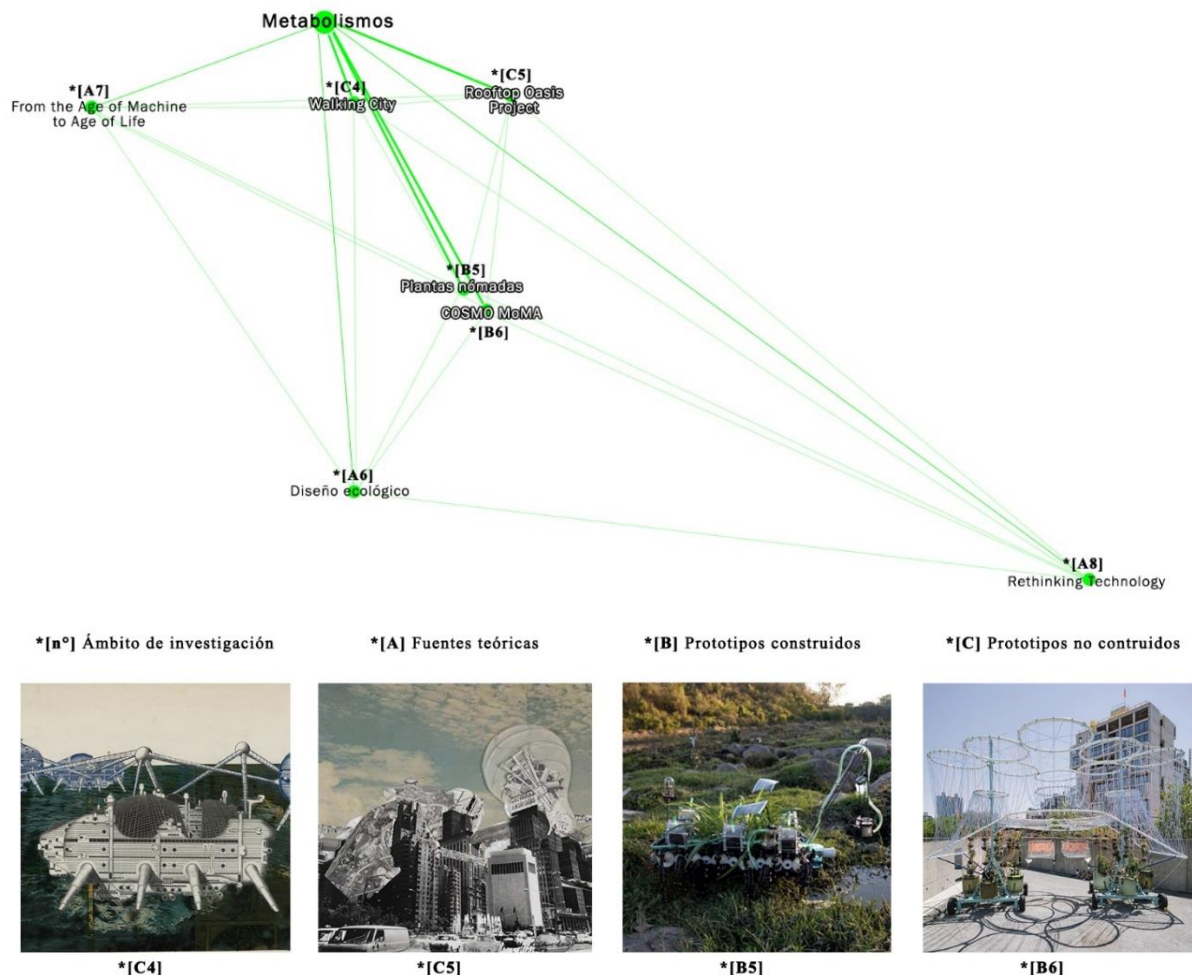 Metabolismos
*[A7]
From the Age of Machine
to Age of Life
*[C4]
Walking City
*[C5]
Rooftop Oasis
Project
*[B5]
Plantas nómadas
COSMO MoMA
*[B6]
*[A6]
Diseño ecológico
*[A8]
Rethinking Technology
*[n°] Ámbito de investigación
*[A] Fuentes teóricas
*[B] Prototipos construidos
*[C] Prototipos no contruidos
*[C4]
*[C5]
*[B5]
*[B6]